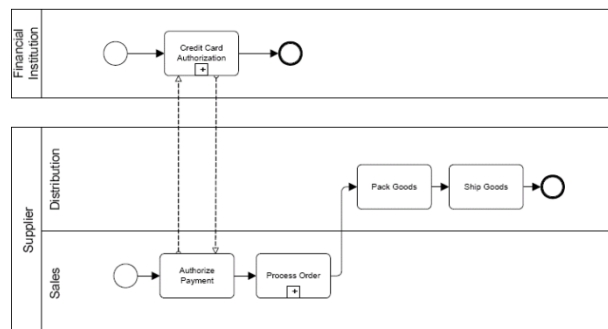 Financial
Institution
Credit Card
Authorization
+
Supplier
Distribution
Pack Goods
Ship Goods
Sales
Authorize
Payment
Process Order
+